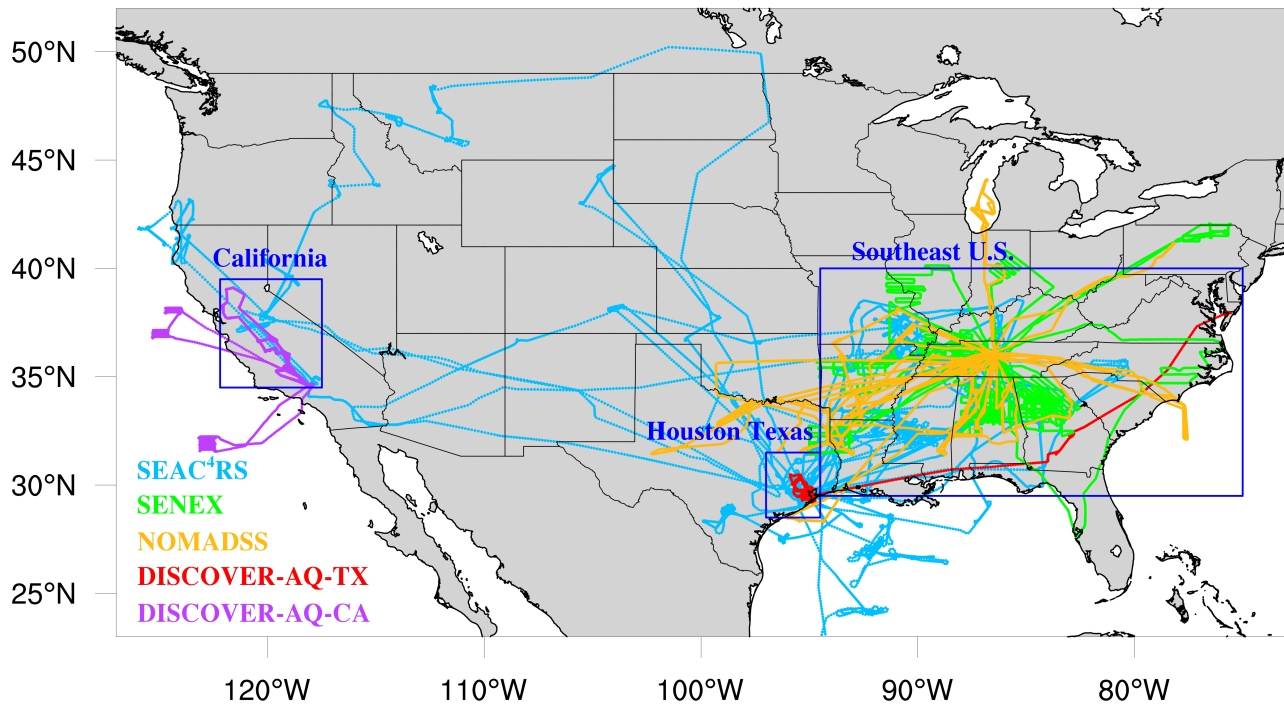 50°N
45°N
40°N
35°N
30°N
25°N
California
Southeast U.S.
Houston Texas
SEAC⁴RS
SENEX
NOMADSS
DISCOVER-AQ-TX
DISCOVER-AQ-CA
120°W 110°W 100°W 90°W 80°W